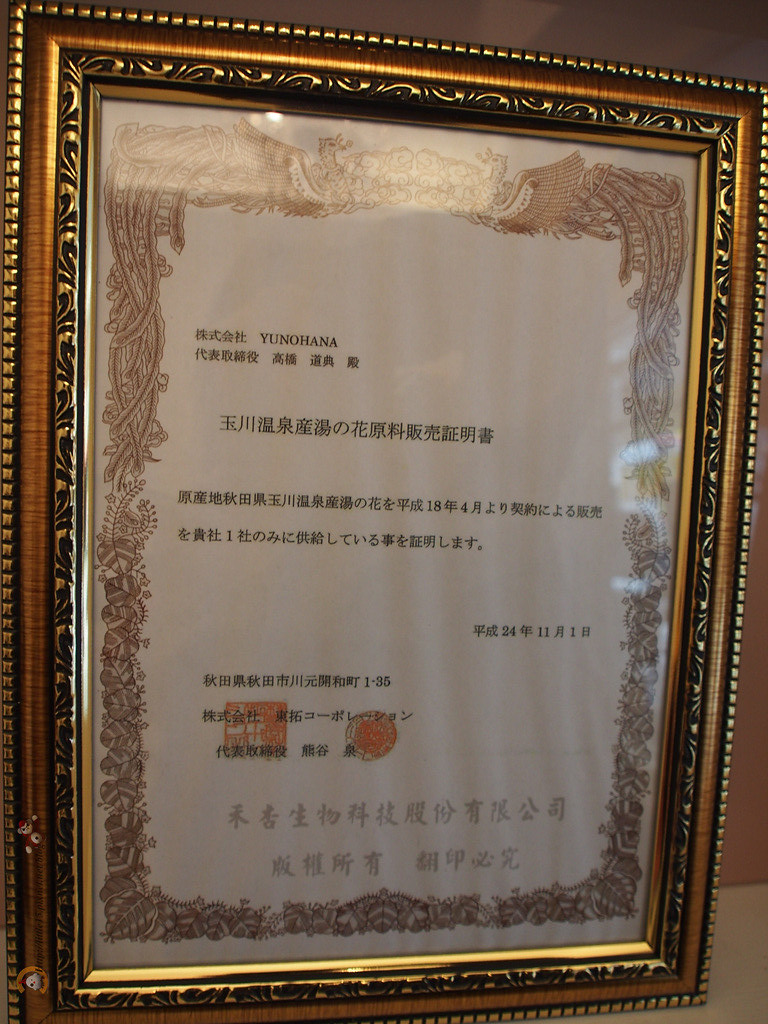 株式会社　YUNOHANA
代表取締役　高橋　道典　殿
玉川温泉産湯の花原料販売証明書
原産地秋田県玉川温泉産湯の花を平成18年4月より契約による販売
を貴社1社のみに供給している事を証明します。
平成24年11月1日
秋田県秋田市川元開和町1-35
株式会社　東拓コーポレーション
代表取締役　熊谷　泉
禾杏生物科技股份有限公司
版權所有　翻印必究